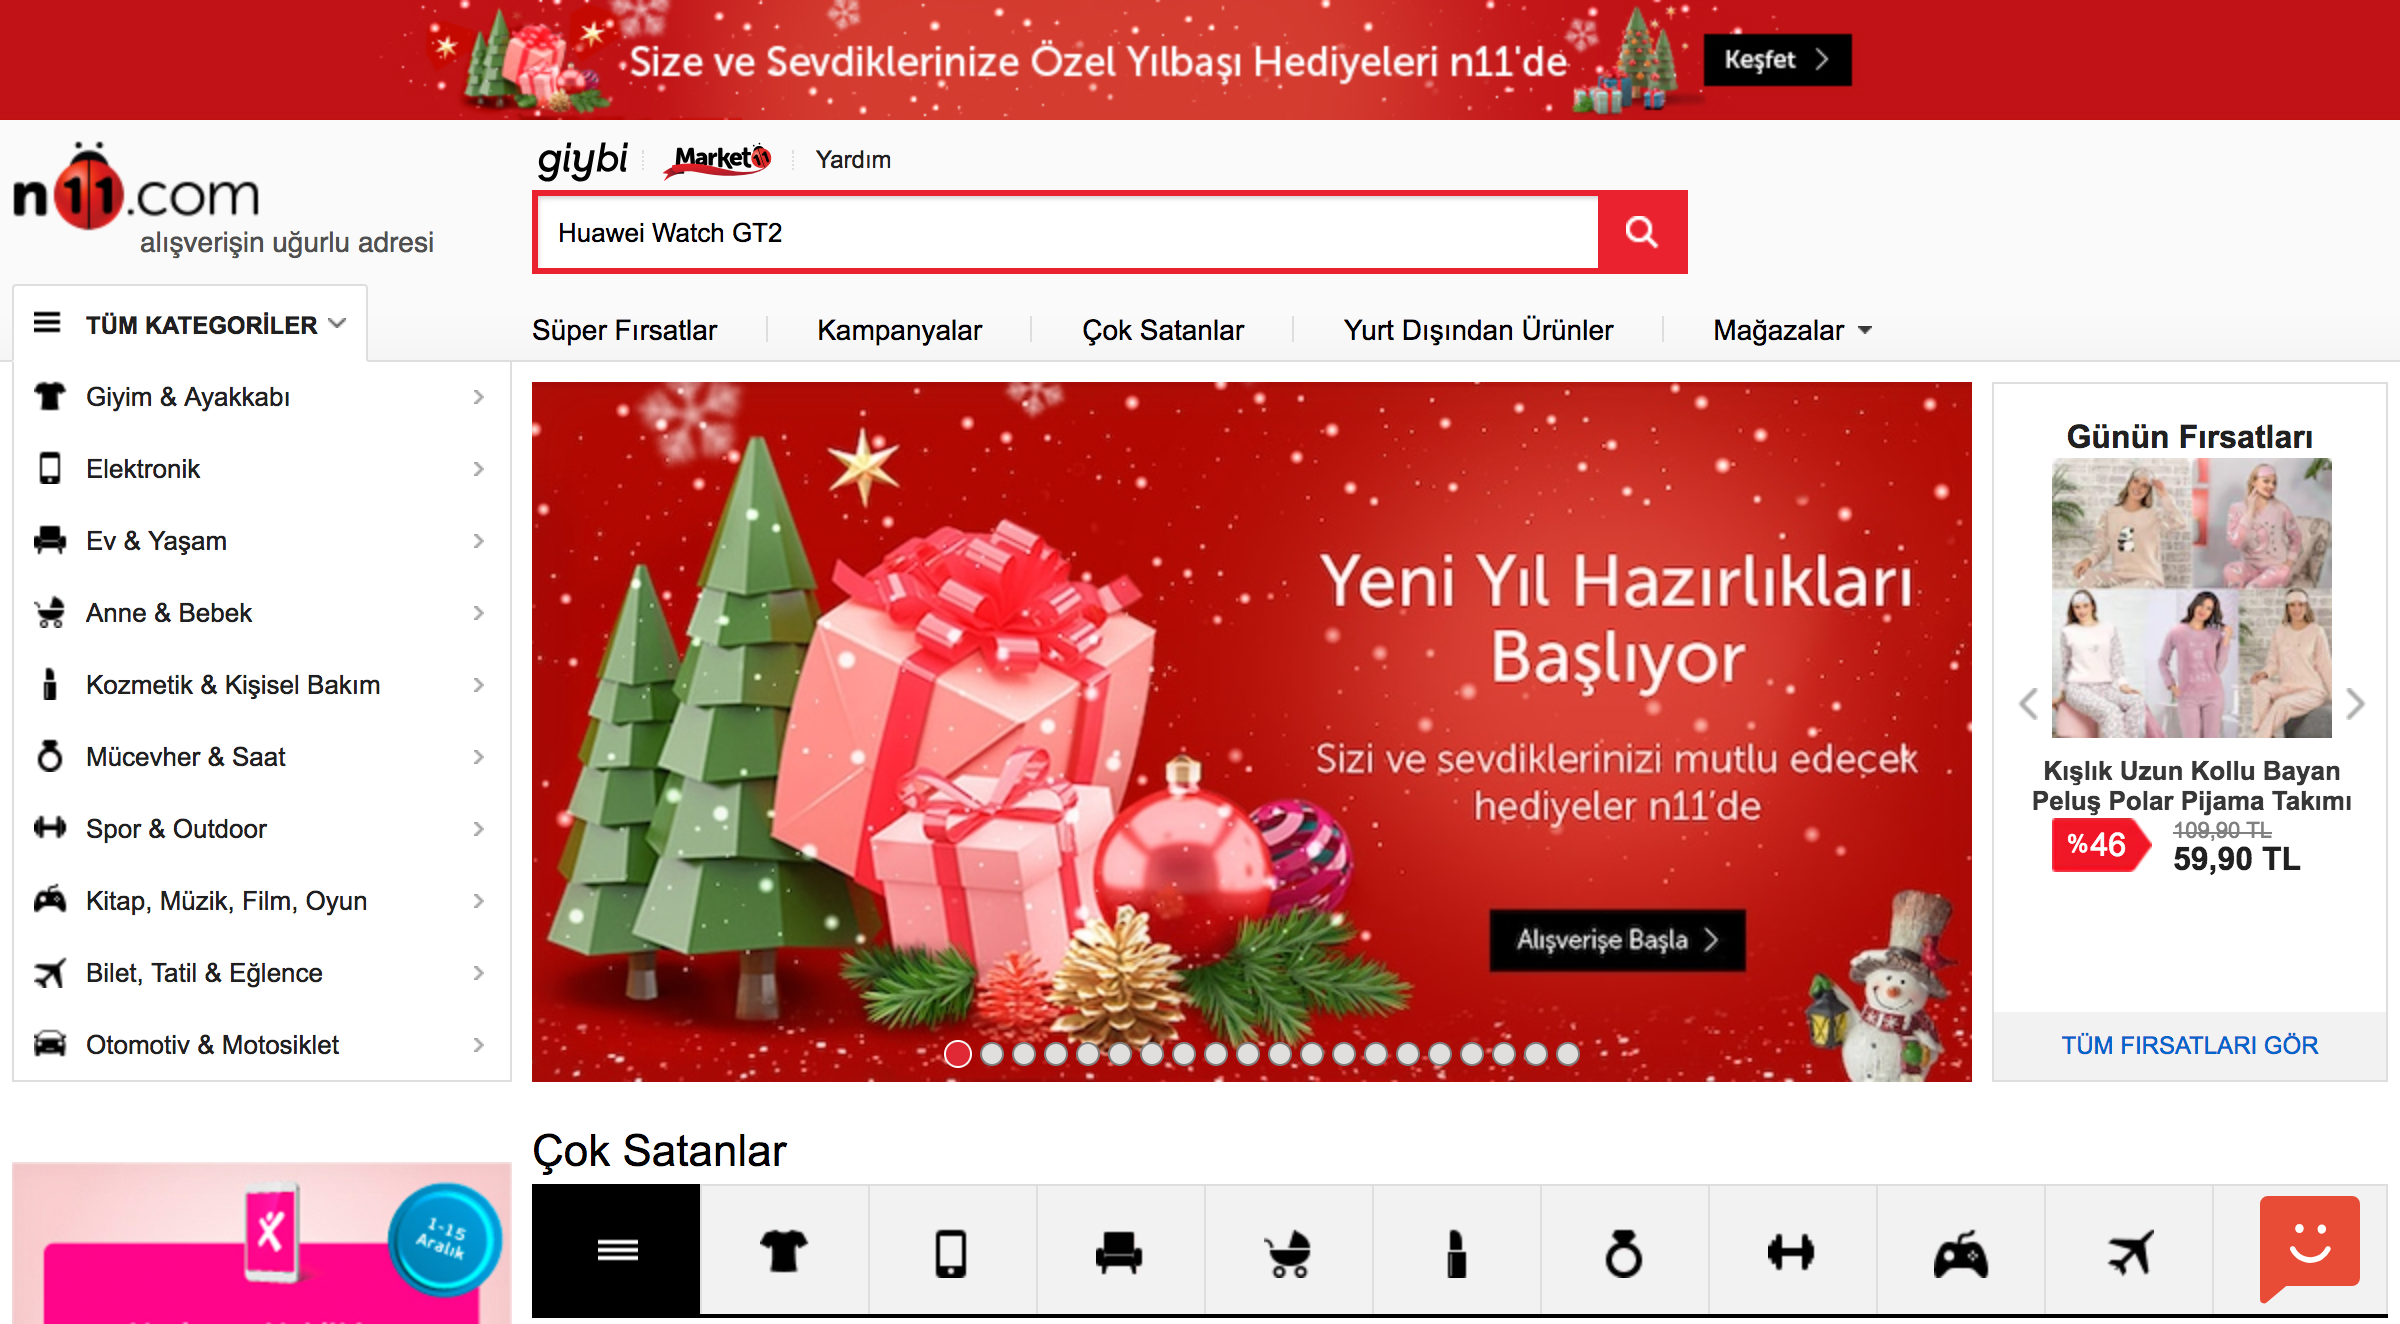 Size ve Sevdiklerinize Özel Yılbaşı Hediyeleri n11'de
Keşfet
n11.com
alışverişin uğurlu adresi
giybi
Market 11
Yardım
Huawei Watch GT2
TÜM KATEGORİLER
Süper Fırsatlar
Kampanyalar
Çok Satanlar
Yurt Dışından Ürünler
Mağazalar
Giyim & Ayakkabı
Elektronik
Ev & Yaşam
Anne & Bebek
Kozmetik & Kişisel Bakım
Mücevher & Saat
Spor & Outdoor
Kitap, Müzik, Film, Oyun
Bilet, Tatil & Eğlence
Otomotiv & Motosiklet
Yeni Yıl Hazırlıkları
Başlıyor
Sizi ve sevdiklerinizi mutlu edecek
hediyeler n11'de
Alışverişe Başla
Günün Fırsatları
Kışlık Uzun Kollu Bayan
Peluş Polar Pijama Takımı
%46
109,90 TL
59,90 TL
TÜM FIRSATLARI GÖR
1-15
Aralık
Çok Satanlar